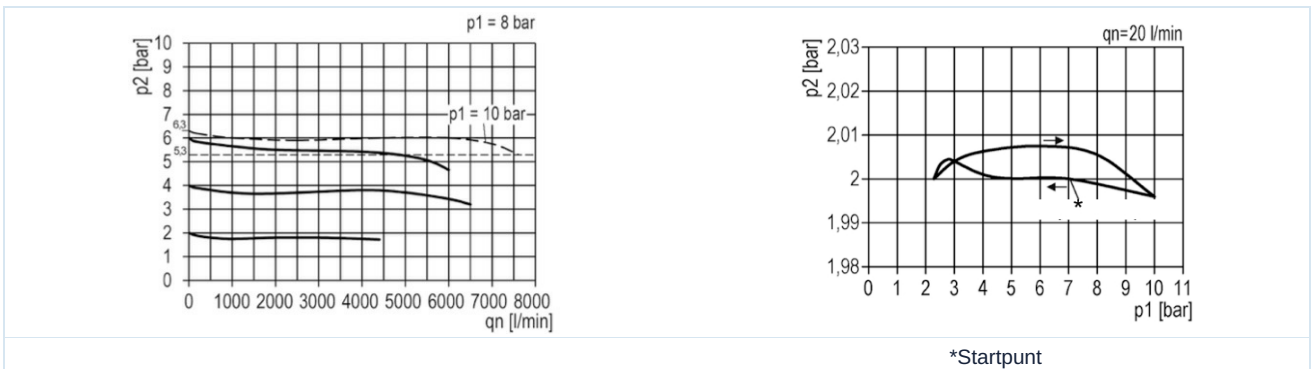 p1 = 8 bar
p2 [bar]
10
9
8
7
6,3
6
5,3
5
4
3
2
1
0
p1 = 10 bar
0 1000 2000 3000 4000 5000 6000 7000 8000
qn [l/min]
qn=20 l/min
p2 [bar]
2,03
2,02
2,01
2
1,99
1,98
*
0 1 2 3 4 5 6 7 8 9 10 11
p1 [bar]
*Startpunt